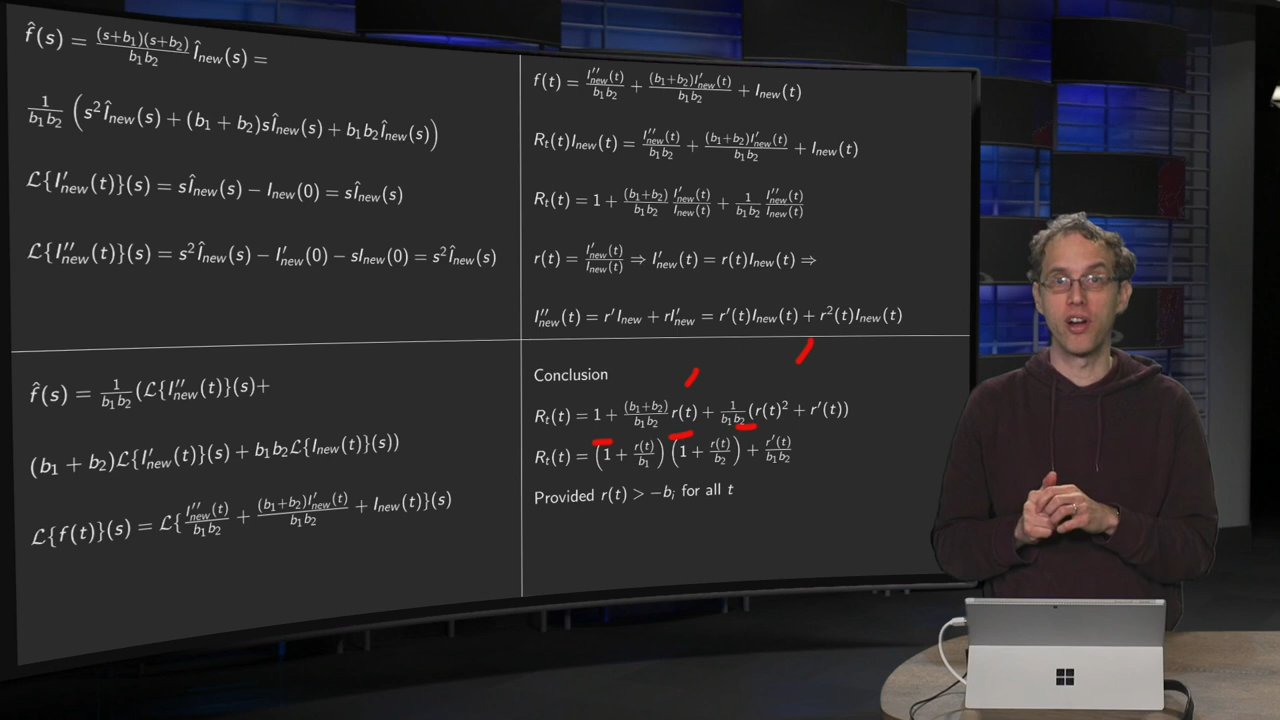 f̂(s) = (s+b₁)(s+b₂)/b₁b₂ Î_new(s) =
1/b₁b₂ (s²Î_new(s) + (b₁ + b₂)sÎ_new(s) + b₁b₂Î_new(s))
ℒ{I′_new(t)}(s) = sÎ_new(s) − I_new(0) = sÎ_new(s)
ℒ{I″_new(t)}(s) = s²Î_new(s) − I′_new(0) − sI_new(0) = s²Î_new(s)
f(t) = I″_new(t)/b₁b₂ + (b₁+b₂)I′_new(t)/b₁b₂ + I_new(t)
R_t(t)I_new(t) = I″_new(t)/b₁b₂ + (b₁+b₂)I′_new(t)/b₁b₂ + I_new(t)
R_t(t) = 1 + (b₁+b₂)/b₁b₂ I′_new(t)/I_new(t) + 1/b₁b₂ I″_new(t)/I_new(t)
r(t) = I′_new(t)/I_new(t) ⇒ I′_new(t) = r(t)I_new(t) ⇒
I″_new(t) = r′I_new + rI′_new = r′(t)I_new(t) + r²(t)I_new(t)
f̂(s) = 1/b₁b₂ (ℒ{I″_new(t)}(s)+
(b₁ + b₂)ℒ{I′_new(t)}(s) + b₁b₂ℒ{I_new(t)}(s))
ℒ{f(t)}(s) = ℒ{I″_new(t)/b₁b₂ + (b₁+b₂)I′_new(t)/b₁b₂ + I_new(t)}(s)
Conclusion
R_t(t) = 1 + (b₁+b₂)/b₁b₂ r(t) + 1/b₁b₂ (r(t)² + r′(t))
R_t(t) = (1 + r(t)/b₁) (1 + r(t)/b₂) + r′(t)/b₁b₂
Provided r(t) > −bᵢ for all t